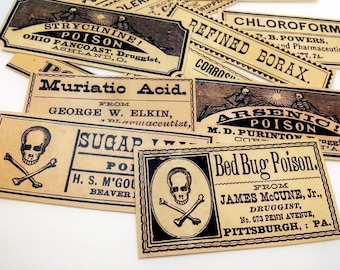 STRYCHNINE!
POISON
OHIO PANCOAST, Druggist,
ASHLAND, O.
CHLOROFORM
P. B. POWERS,
and Pharmaceutist
REFINED BORAX.
CORROSIV
Muriatic Acid.
FROM
GEORGE W. ELKIN,
Pharmaceutist,
ARSENIC
POISON
M. D. PURINTON,
SUGAR
PO
H. S. M'GOU
BEAVER
Bed Bug Poison,
FROM
JAMES McCUNE, Jr.,
DRUGGIST,
No. 673 PENN AVENUE,
PITTSBURGH, : PA.